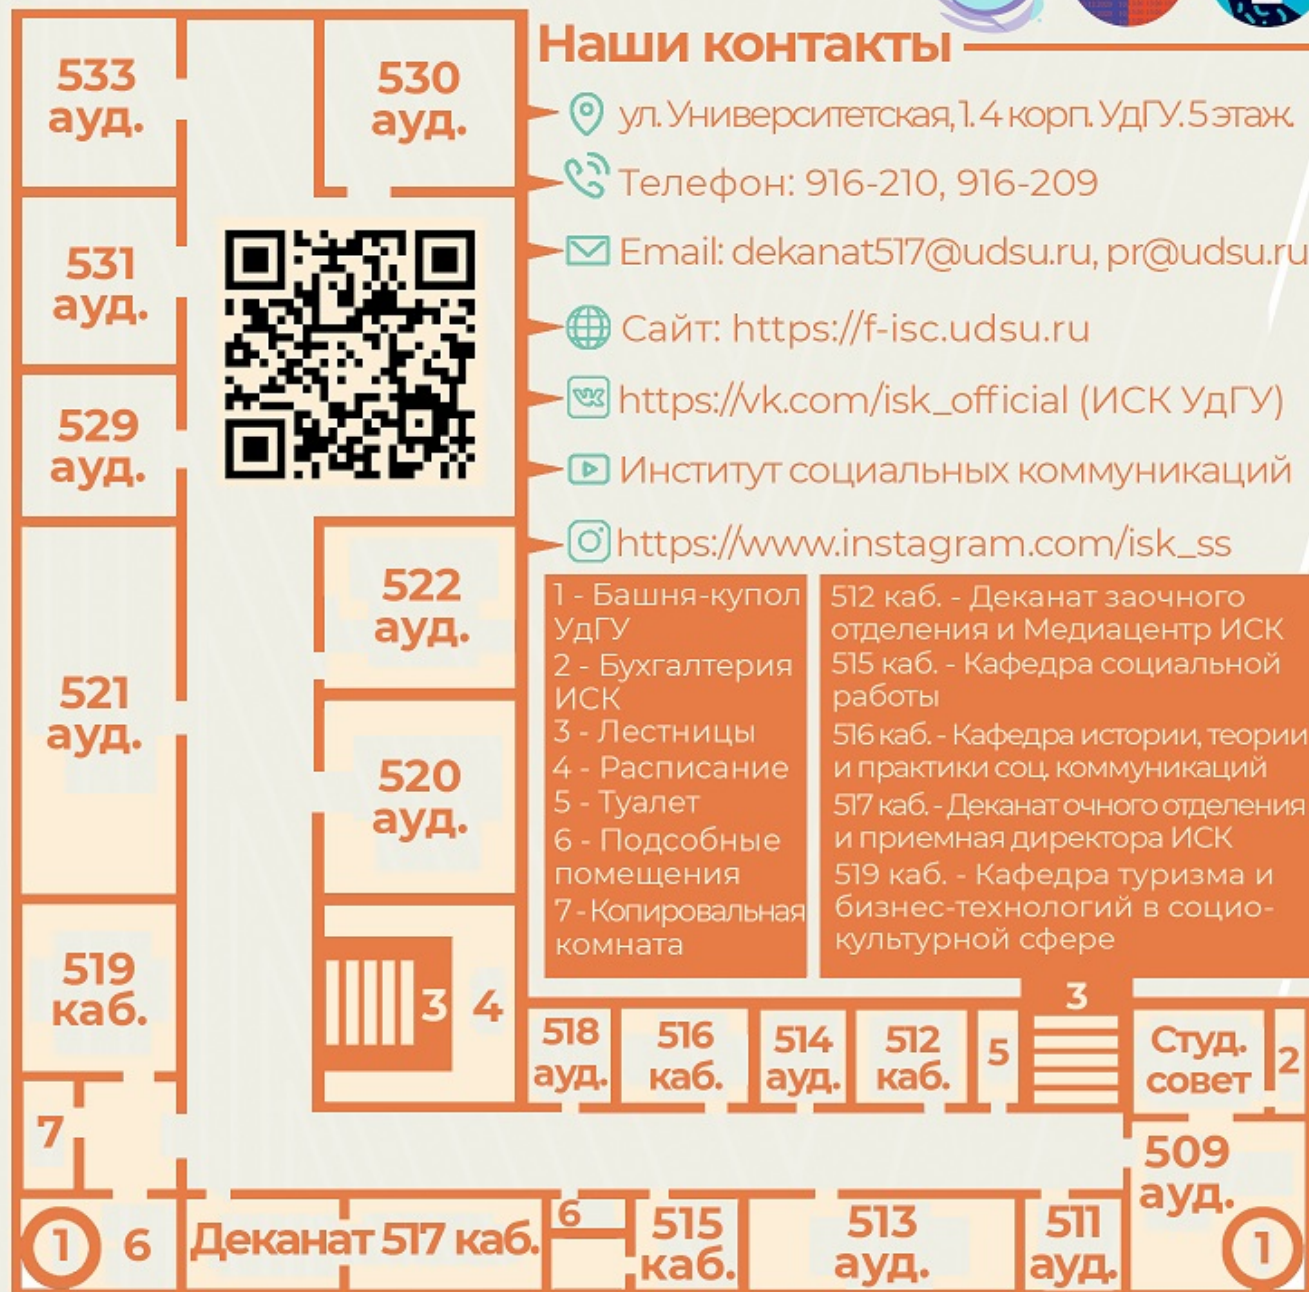 Наши контакты
ул. Университетская, 1. 4 корп. УдГУ. 5 этаж.
Телефон: 916-210, 916-209
Email: dekanat517@udsu.ru, pr@udsu.ru
Сайт: https://f-isc.udsu.ru
https://vk.com/isk_official (ИСК УдГУ)
Институт социальных коммуникаций
https://www.instagram.com/isk_ss
533
ауд.
530
ауд.
531
ауд.
529
ауд.
522
ауд.
521
ауд.
520
ауд.
519
каб.
3
4
1 - Башня-купол
УдГУ
2 - Бухгалтерия
ИСК
3 - Лестницы
4 - Расписание
5 - Туалет
6 - Подсобные
помещения
7 - Копировальная
комната
512 каб. - Деканат заочного
отделения и Медиацентр ИСК
515 каб. - Кафедра социальной
работы
516 каб. - Кафедра истории, теории
и практики соц. коммуникаций
517 каб. - Деканат очного отделения
и приемная директора ИСК
519 каб. - Кафедра туризма и
бизнес-технологий в социо-
культурной сфере
518
ауд.
516
каб.
514
ауд.
512
каб.
5
3
Студ.
совет
2
7
509
ауд.
1
6
Деканат 517 каб.
6
515
каб.
513
ауд.
511
ауд.
1